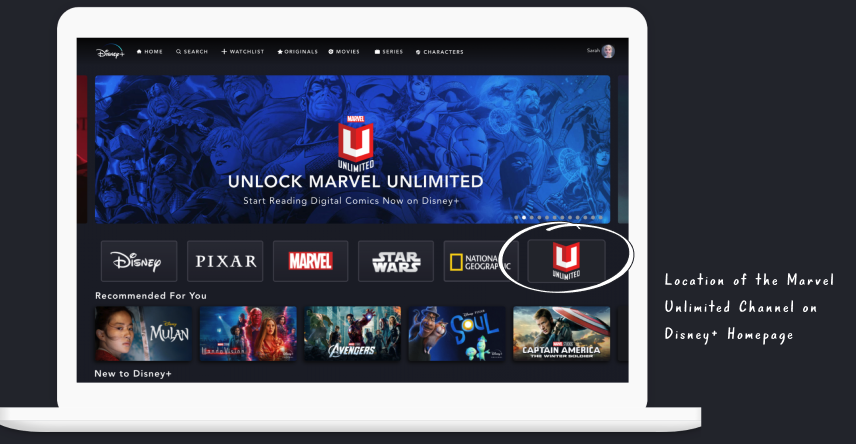 Disney+ HOME SEARCH WATCHLIST ORIGINALS MOVIES SERIES CHARACTERS Sarah
MARVEL
UNLIMITED
UNLOCK MARVEL UNLIMITED
Start Reading Digital Comics Now on Disney+
Disney PIXAR MARVEL STAR WARS NATIONAL GEOGRAPHIC UNLIMITED
Recommended For You
Disney MULAN WandaVision AVENGERS SOUL CAPTAIN AMERICA
THE WINTER SOLDIER
New to Disney+
Location of the Marvel
Unlimited Channel on
Disney+ Homepage